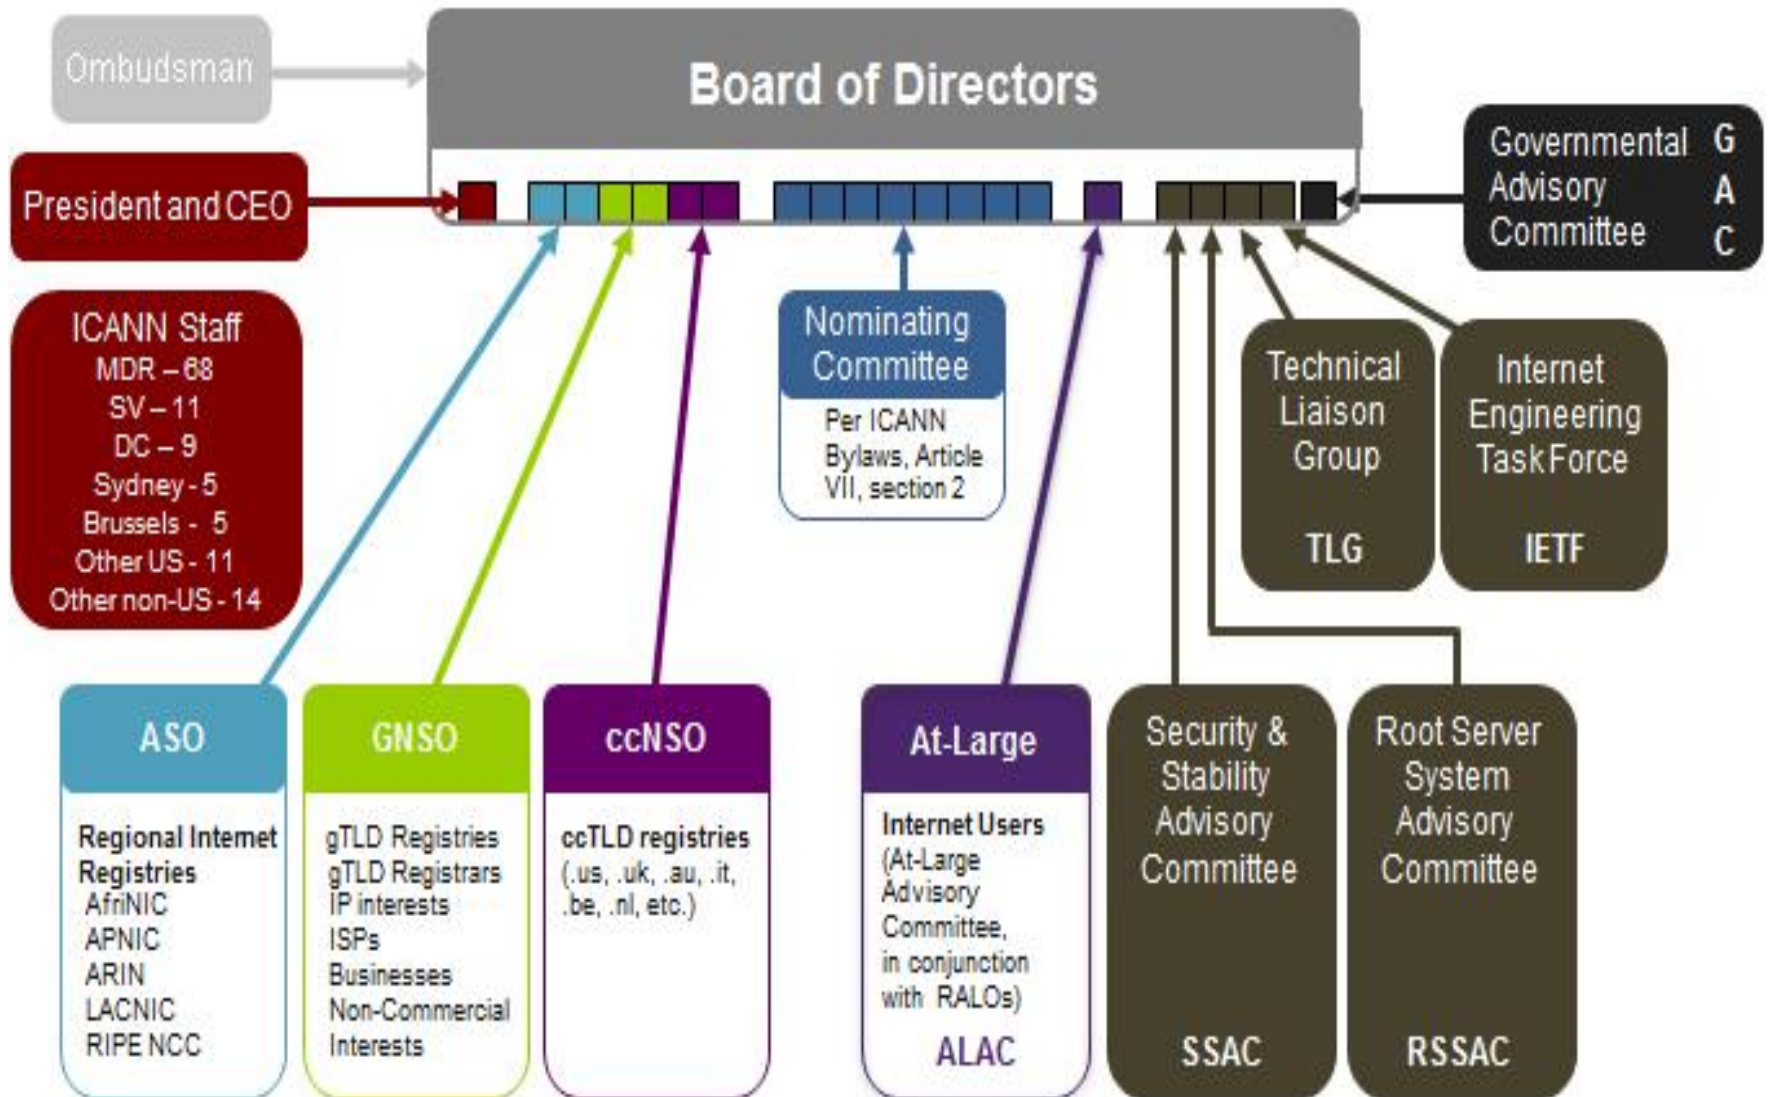 Ombudsman
Board of Directors
President and CEO
Governmental G
Advisory A
Committee C
ICANN Staff
MDR – 68
SV – 11
DC – 9
Sydney - 5
Brussels - 5
Other US - 11
Other non-US - 14
Nominating
Committee
Per ICANN
Bylaws, Article
VII, section 2
Technical
Liaison
Group
TLG
Internet
Engineering
Task Force
IETF
ASO
Regional Internet
Registries
AfriNIC
APNIC
ARIN
LACNIC
RIPE NCC
GNSO
gTLD Registries
gTLD Registrars
IP interests
ISPs
Businesses
Non-Commercial
Interests
ccNSO
ccTLD registries
(.us, .uk, .au, .it,
.be, .nl, etc.)
At-Large
Internet Users
(At-Large
Advisory
Committee,
in conjunction
with RALOs)
ALAC
Security &
Stability
Advisory
Committee
SSAC
Root Server
System
Advisory
Committee
RSSAC